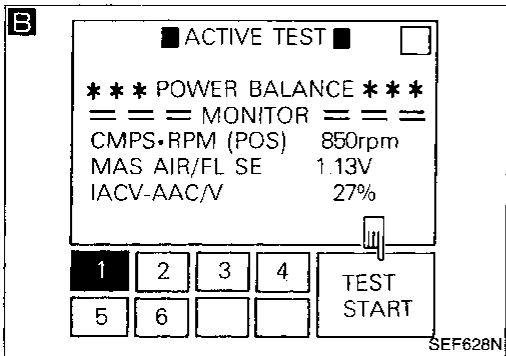 B
■ ACTIVE TEST ■
* * * POWER BALANCE * * *
= = = MONITOR = = =
CMPS•RPM (POS) 850rpm
MAS AIR/FL SE 1.13V
IACV-AAC/V 27%
1 2 3 4
TEST START
5 6
SEF628N